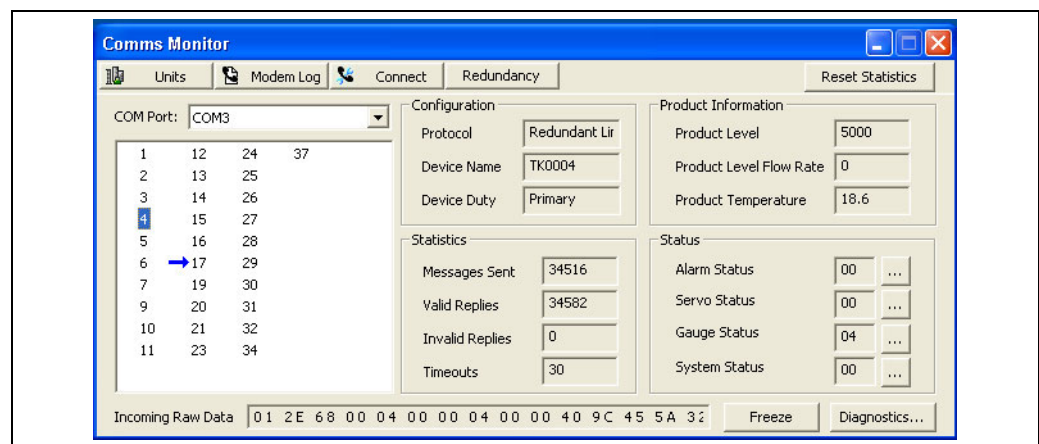 Comms Monitor
Units Modem Log Connect Redundancy Reset Statistics
COM Port: COM3
1 12 24 37
2 13 25
3 14 26
4 15 27
5 16 28
6 17 29
7 19 30
9 20 31
10 21 32
11 23 34
Configuration
Protocol Redundant Lir
Device Name TK0004
Device Duty Primary
Statistics
Messages Sent 34516
Valid Replies 34582
Invalid Replies 0
Timeouts 30
Product Information
Product Level 5000
Product Level Flow Rate 0
Product Temperature 18.6
Status
Alarm Status 00 ...
Servo Status 00 ...
Gauge Status 04 ...
System Status 00 ...
Incoming Raw Data 01 2E 68 00 04 00 00 04 00 00 40 9C 45 5A 32 Freeze Diagnostics...